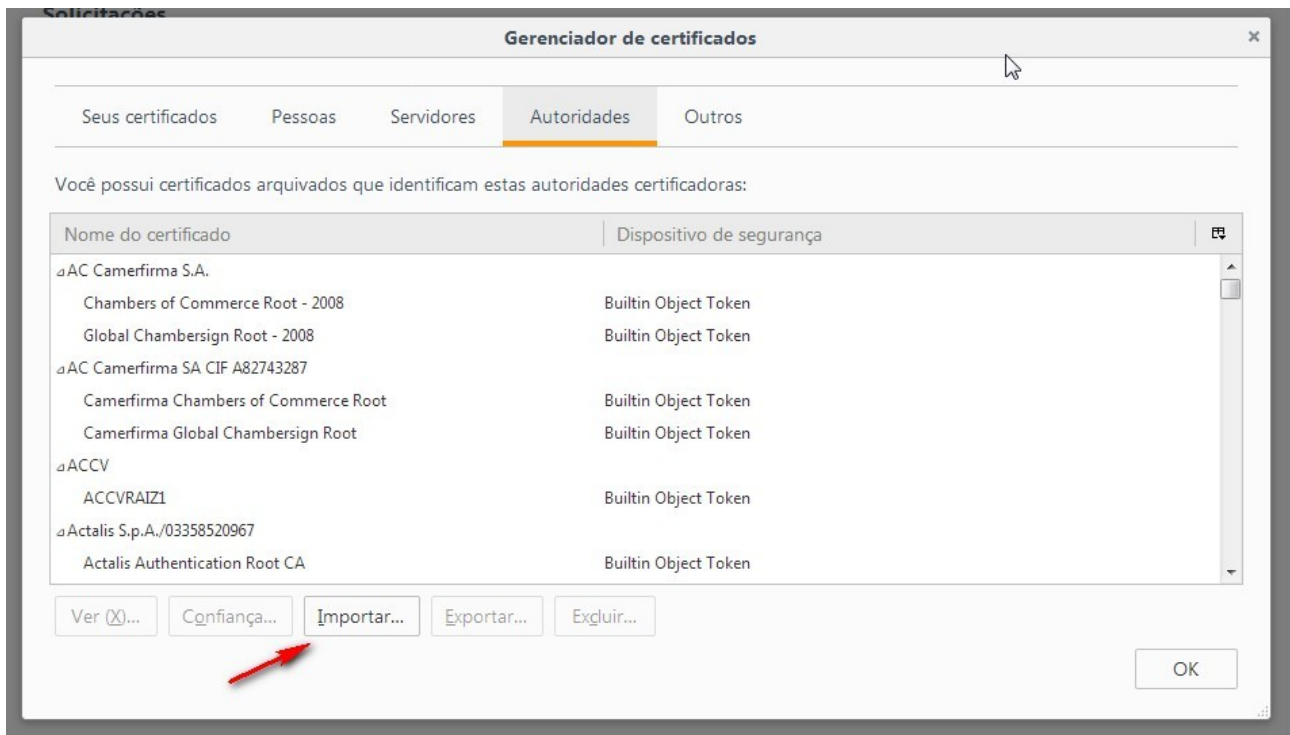 Solicitações
Gerenciador de certificados
Seus certificados Pessoas Servidores Autoridades Outros
Você possui certificados arquivados que identificam estas autoridades certificadoras:
Nome do certificado Dispositivo de segurança
AC Camerfirma S.A.
Chambers of Commerce Root - 2008 Builtin Object Token
Global Chambersign Root - 2008 Builtin Object Token
AC Camerfirma SA CIF A82743287
Camerfirma Chambers of Commerce Root Builtin Object Token
Camerfirma Global Chambersign Root Builtin Object Token
ACCV
ACCVRAIZ1 Builtin Object Token
Actalis S.p.A./03358520967
Actalis Authentication Root CA Builtin Object Token
Ver (X)... Confiança... Importar... Exportar... Excluir...
OK